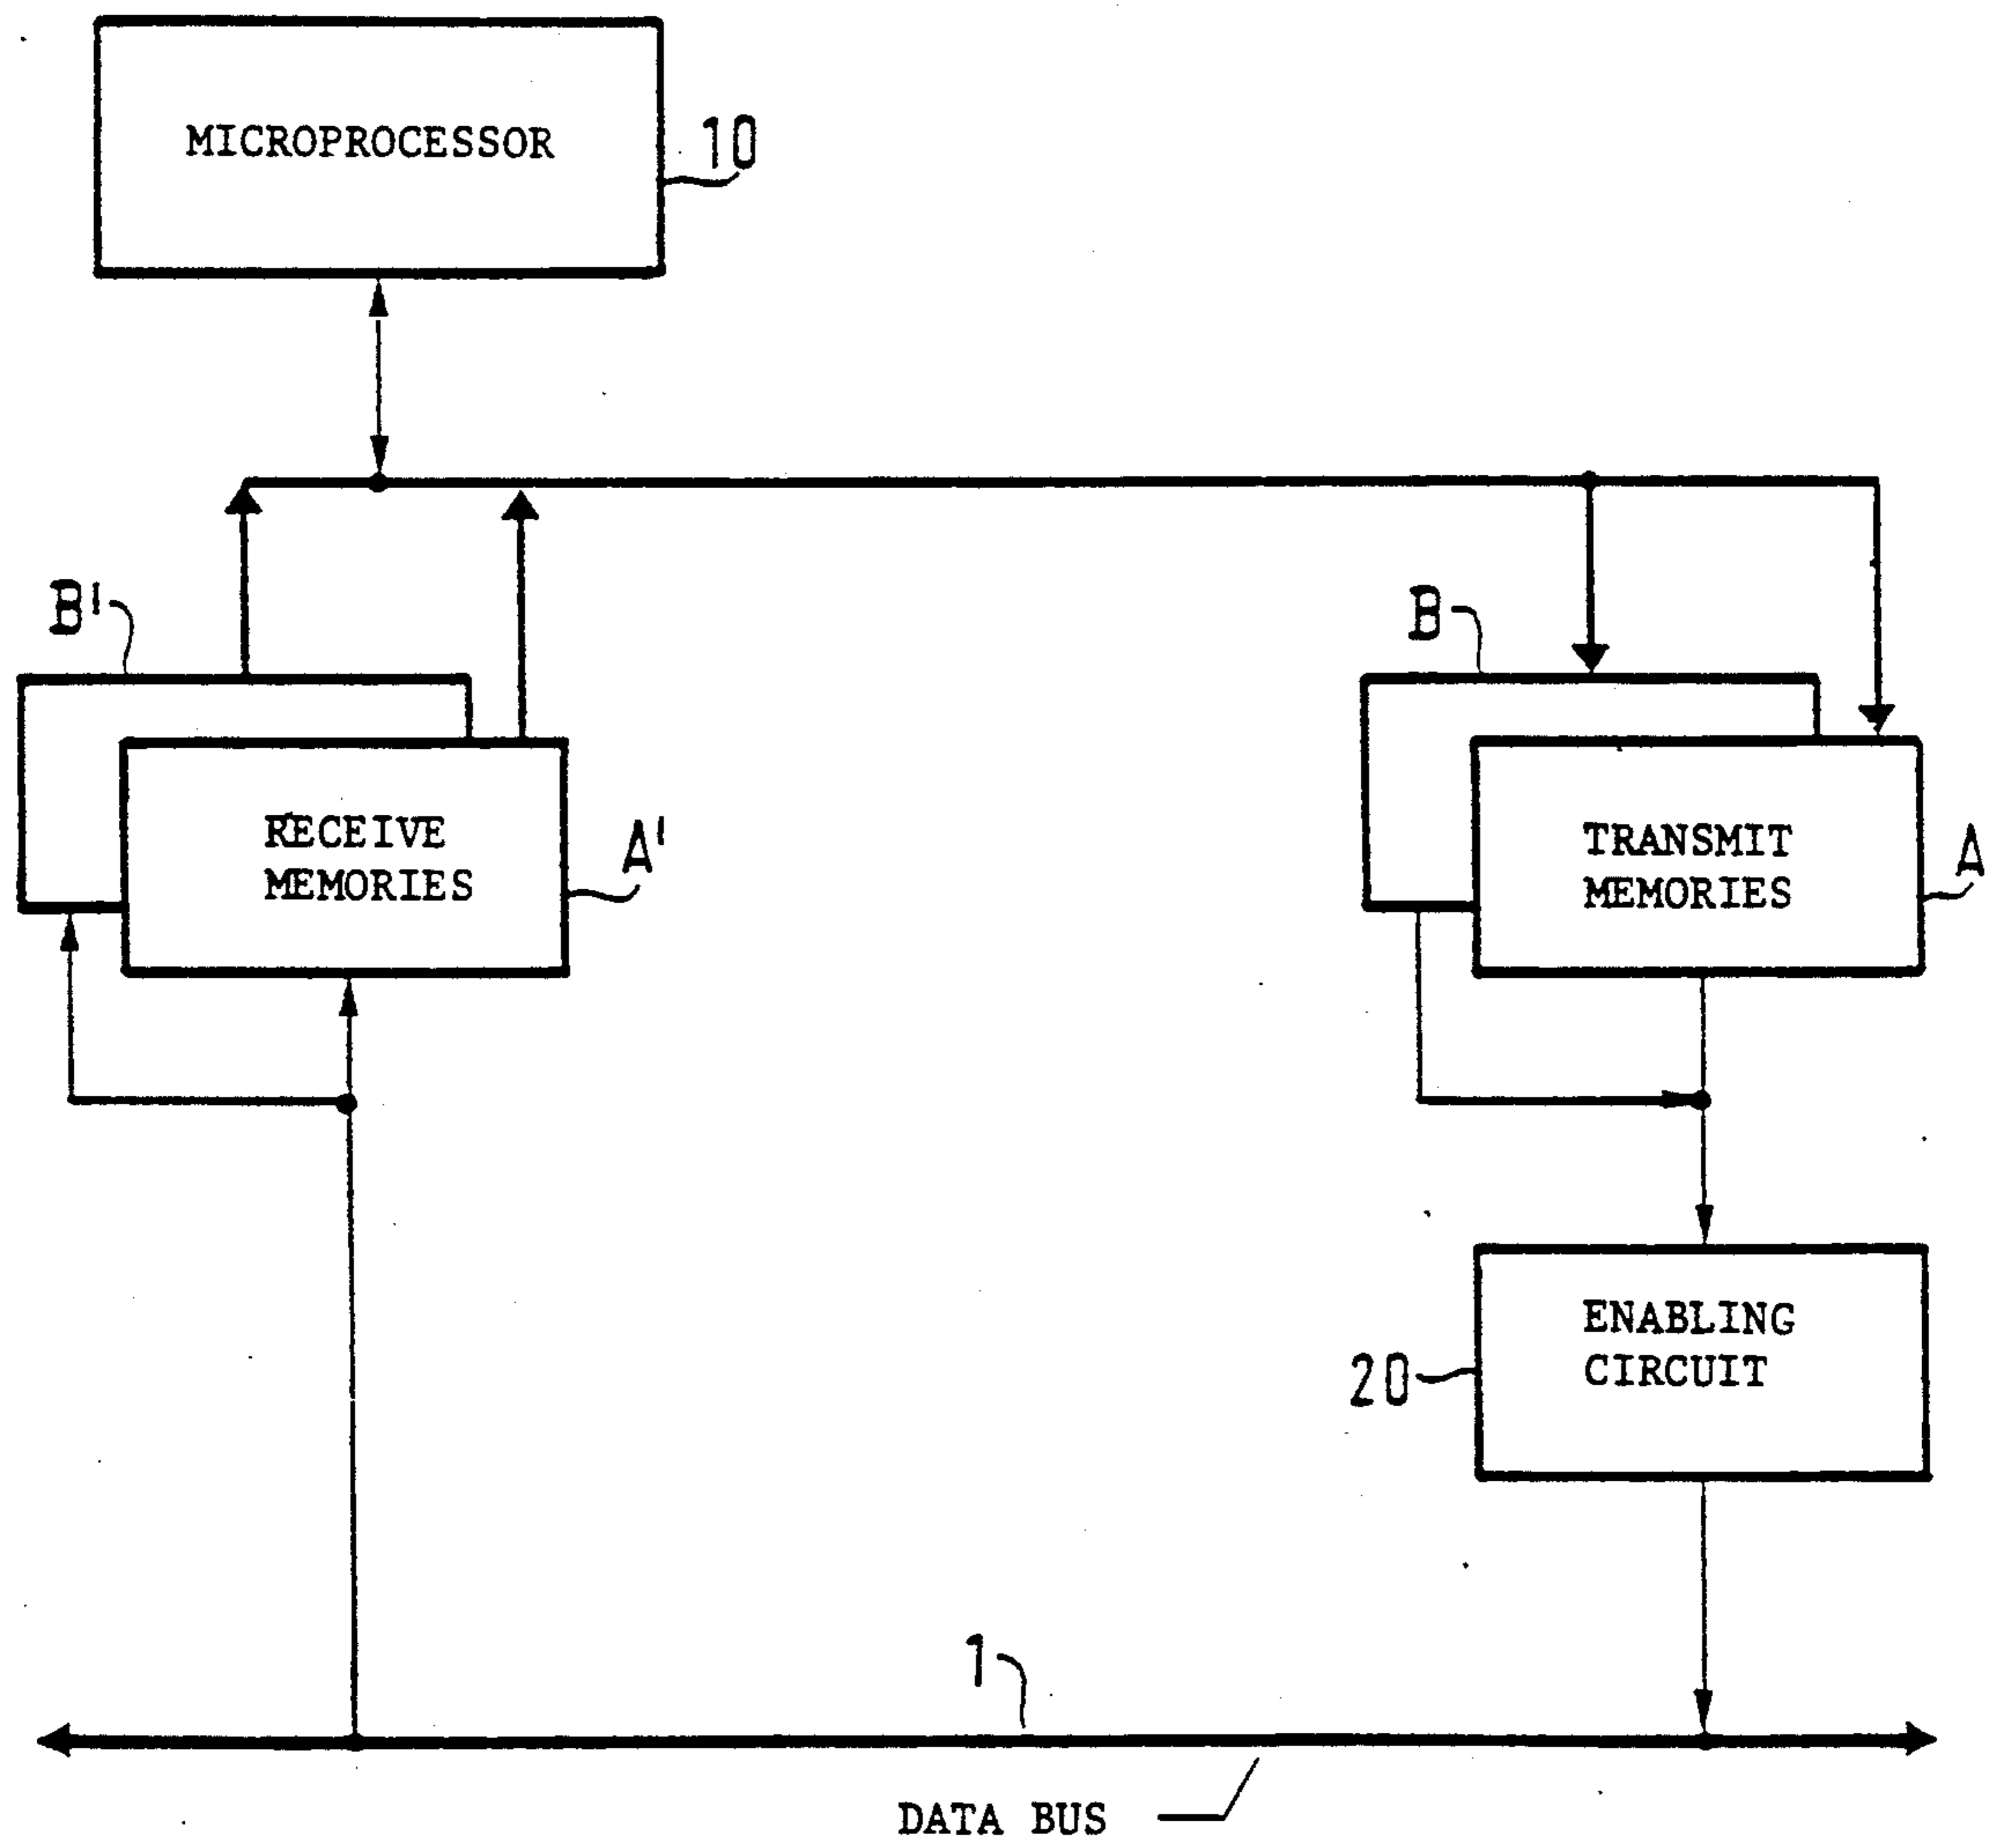 MICROPROCESSOR
10
B'
B
RECEIVE
MEMORIES
A'
TRANSMIT
MEMORIES
A
ENABLING
CIRCUIT
20
1
DATA BUS